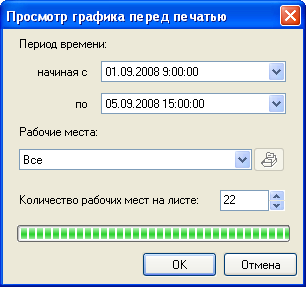 Просмотр графика перед печатью
Период времени:
начиная с 01.09.2008 9:00:00
по 05.09.2008 15:00:00
Рабочие места:
Все
Количество рабочих мест на листе: 22
OK Отмена